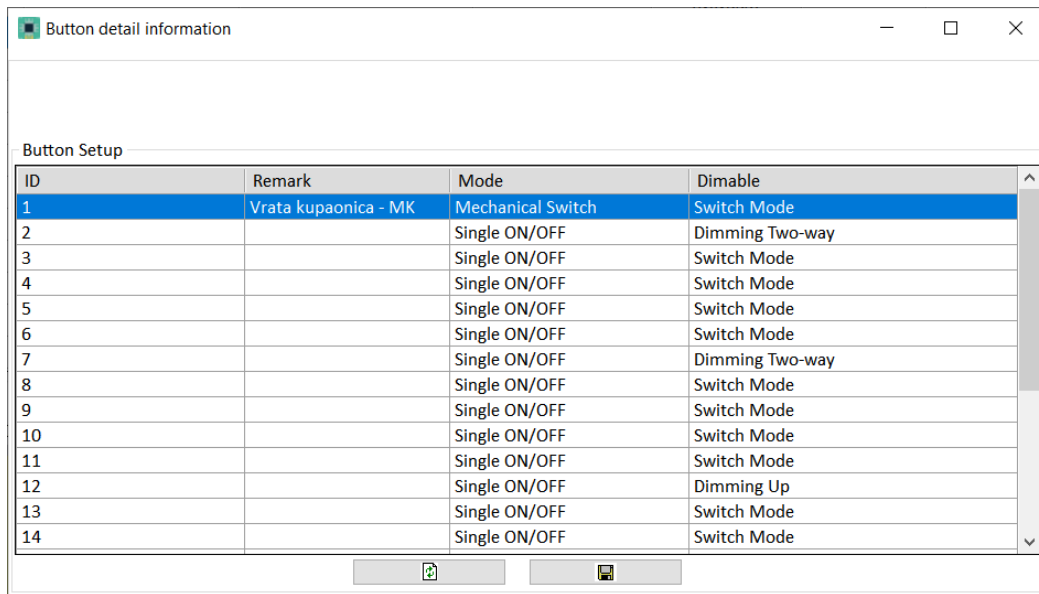 Button detail information
Button Setup
ID Remark Mode Dimable
1 Vrata kupaonica - MK Mechanical Switch Switch Mode
2 Single ON/OFF Dimming Two-way
3 Single ON/OFF Switch Mode
4 Single ON/OFF Switch Mode
5 Single ON/OFF Switch Mode
6 Single ON/OFF Switch Mode
7 Single ON/OFF Dimming Two-way
8 Single ON/OFF Switch Mode
9 Single ON/OFF Switch Mode
10 Single ON/OFF Switch Mode
11 Single ON/OFF Switch Mode
12 Single ON/OFF Dimming Up
13 Single ON/OFF Switch Mode
14 Single ON/OFF Switch Mode